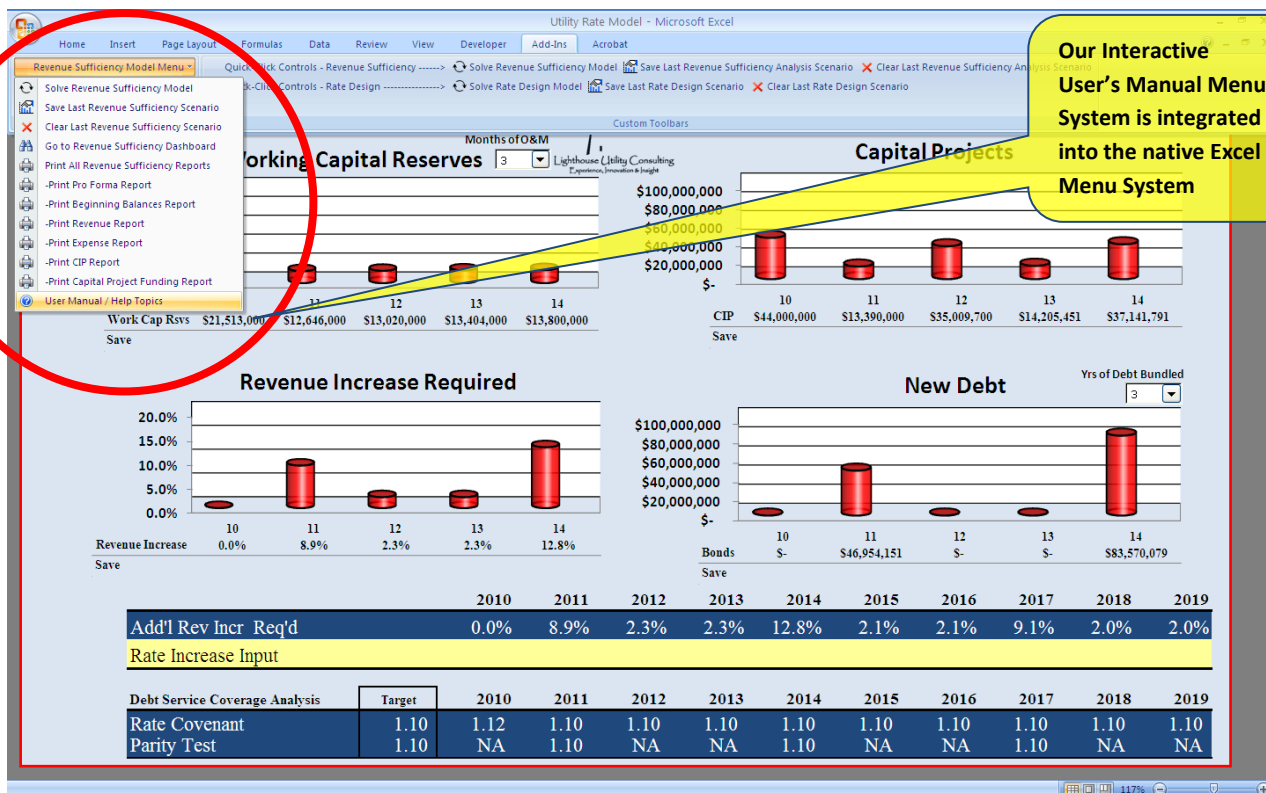 Utility Rate Model - Microsoft Excel
Home Insert Page Layout Formulas Data Review View Developer Add-Ins Acrobat
Revenue Sufficiency Model Menu
Quick-Click Controls - Revenue Sufficiency ------> Solve Revenue Sufficiency Model Save Last Revenue Sufficiency Analysis Scenario Clear Last Revenue Sufficiency Analysis Scenario
-Click Controls - Rate Design ----------------> Solve Rate Design Model Save Last Rate Design Scenario Clear Last Rate Design Scenario
Custom Toolbars
Solve Revenue Sufficiency Model
Save Last Revenue Sufficiency Scenario
Clear Last Revenue Sufficiency Scenario
Go to Revenue Sufficiency Dashboard
Print All Revenue Sufficiency Reports
-Print Pro Forma Report
-Print Beginning Balances Report
-Print Revenue Report
-Print Expense Report
-Print CIP Report
-Print Capital Project Funding Report
User Manual / Help Topics
Our Interactive
User's Manual Menu
System is integrated
into the native Excel
Menu System
Working Capital Reserves
Months of O&M
3
Lighthouse Utility Consulting
Experience, Innovation & Insight
11 12 13 14
Work Cap Rsvs $21,513,000 $12,646,000 $13,020,000 $13,404,000 $13,800,000
Save
Capital Projects
$100,000,000
$80,000,000
$60,000,000
$40,000,000
$20,000,000
$-
10 11 12 13 14
CIP $44,000,000 $13,390,000 $35,009,700 $14,205,451 $37,141,791
Save
Revenue Increase Required
20.0%
15.0%
10.0%
5.0%
0.0%
10 11 12 13 14
Revenue Increase 0.0% 8.9% 2.3% 2.3% 12.8%
Save
New Debt
Yrs of Debt Bundled
3
$100,000,000
$80,000,000
$60,000,000
$40,000,000
$20,000,000
$-
10 11 12 13 14
Bonds $- $46,954,151 $- $- $83,570,079
Save
2010 2011 2012 2013 2014 2015 2016 2017 2018 2019
Add'l Rev Incr Req'd 0.0% 8.9% 2.3% 2.3% 12.8% 2.1% 2.1% 9.1% 2.0% 2.0%
Rate Increase Input
Debt Service Coverage Analysis Target 2010 2011 2012 2013 2014 2015 2016 2017 2018 2019
Rate Covenant 1.10 1.12 1.10 1.10 1.10 1.10 1.10 1.10 1.10 1.10 1.10
Parity Test 1.10 NA 1.10 NA NA 1.10 NA NA 1.10 NA NA
117%